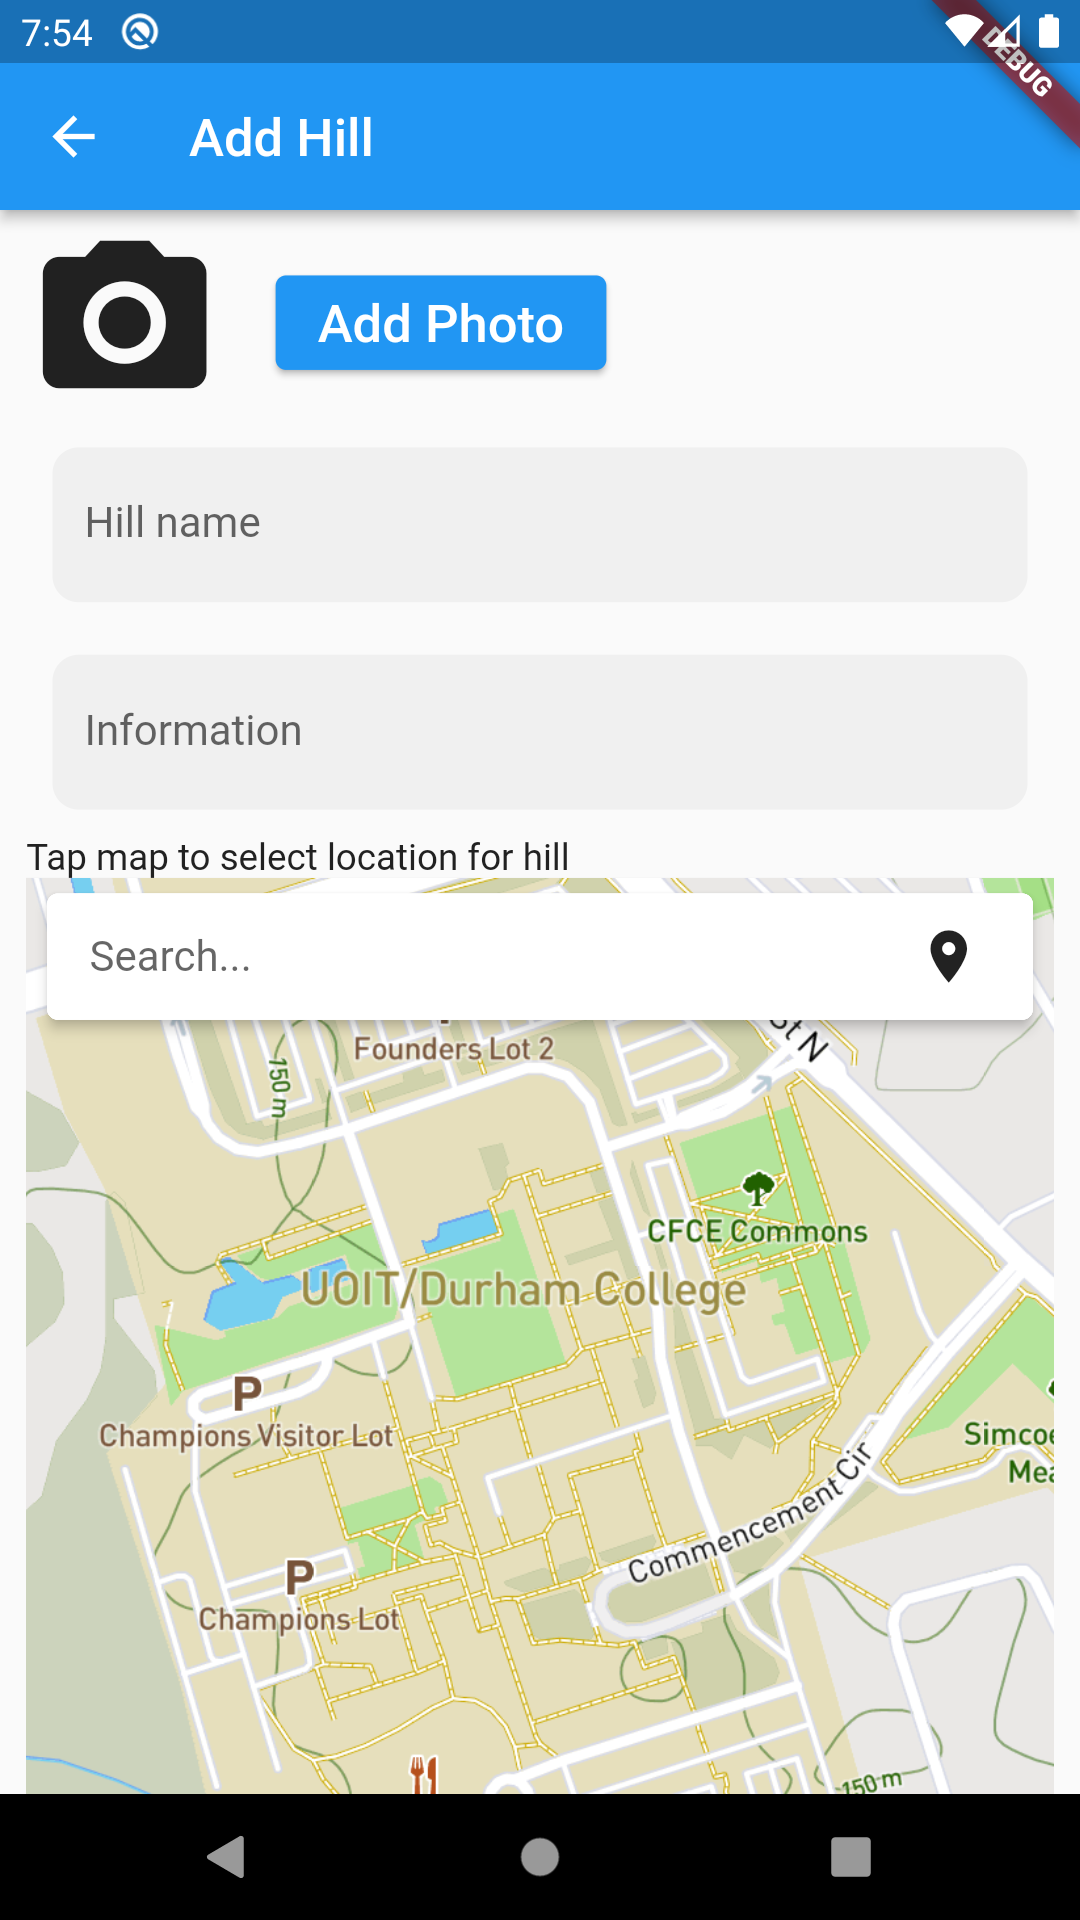 7:54
DEBUG
Add Hill
Add Photo
Hill name
Information
Tap map to select location for hill
Search...
St N
Founders Lot 2
150 m
CFCE Commons
UOIT/Durham College
P
Champions Visitor Lot
Simcoe
Mea
Commencement Cir
P
Champions Lot
150 m